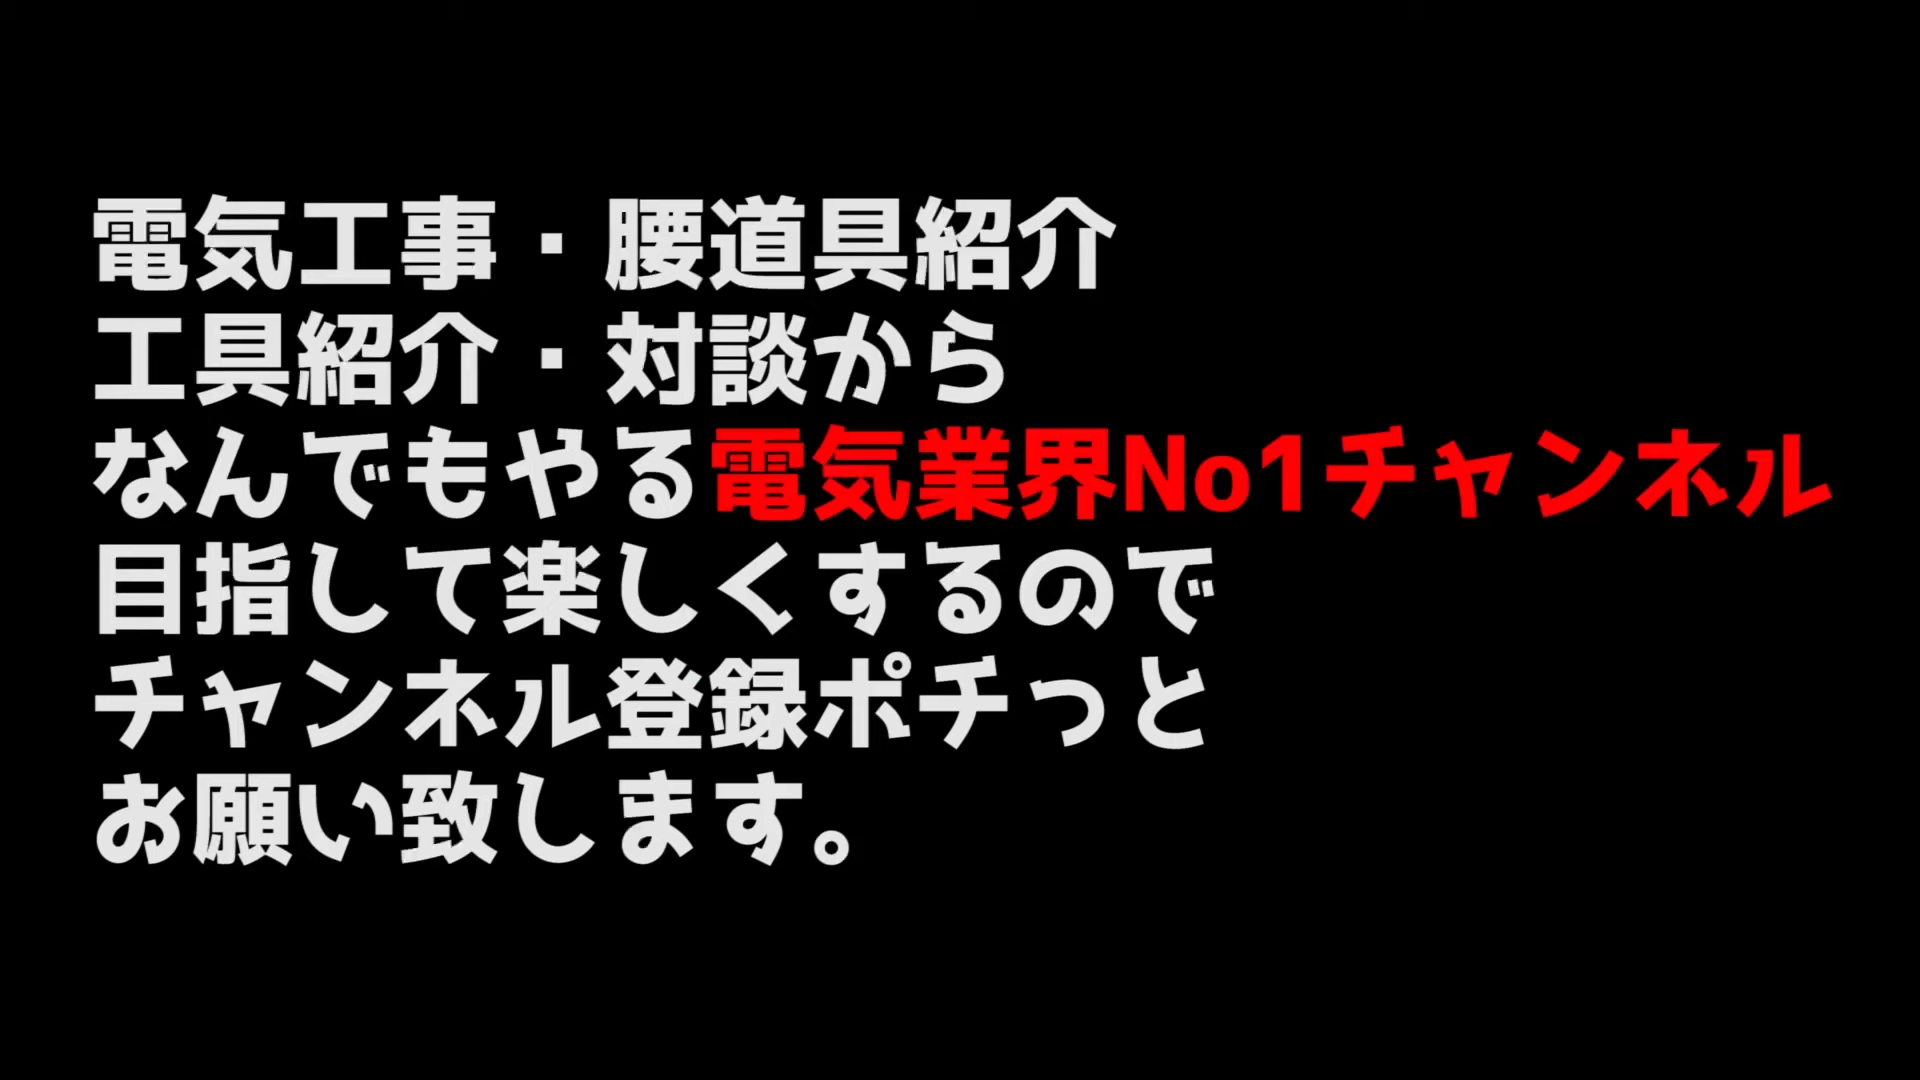 電気工事・腰道具紹介
工具紹介・対談から
なんでもやる電気業界No1チャンネル
目指して楽しくするので
チャンネル登録ポチっと
お願い致します。